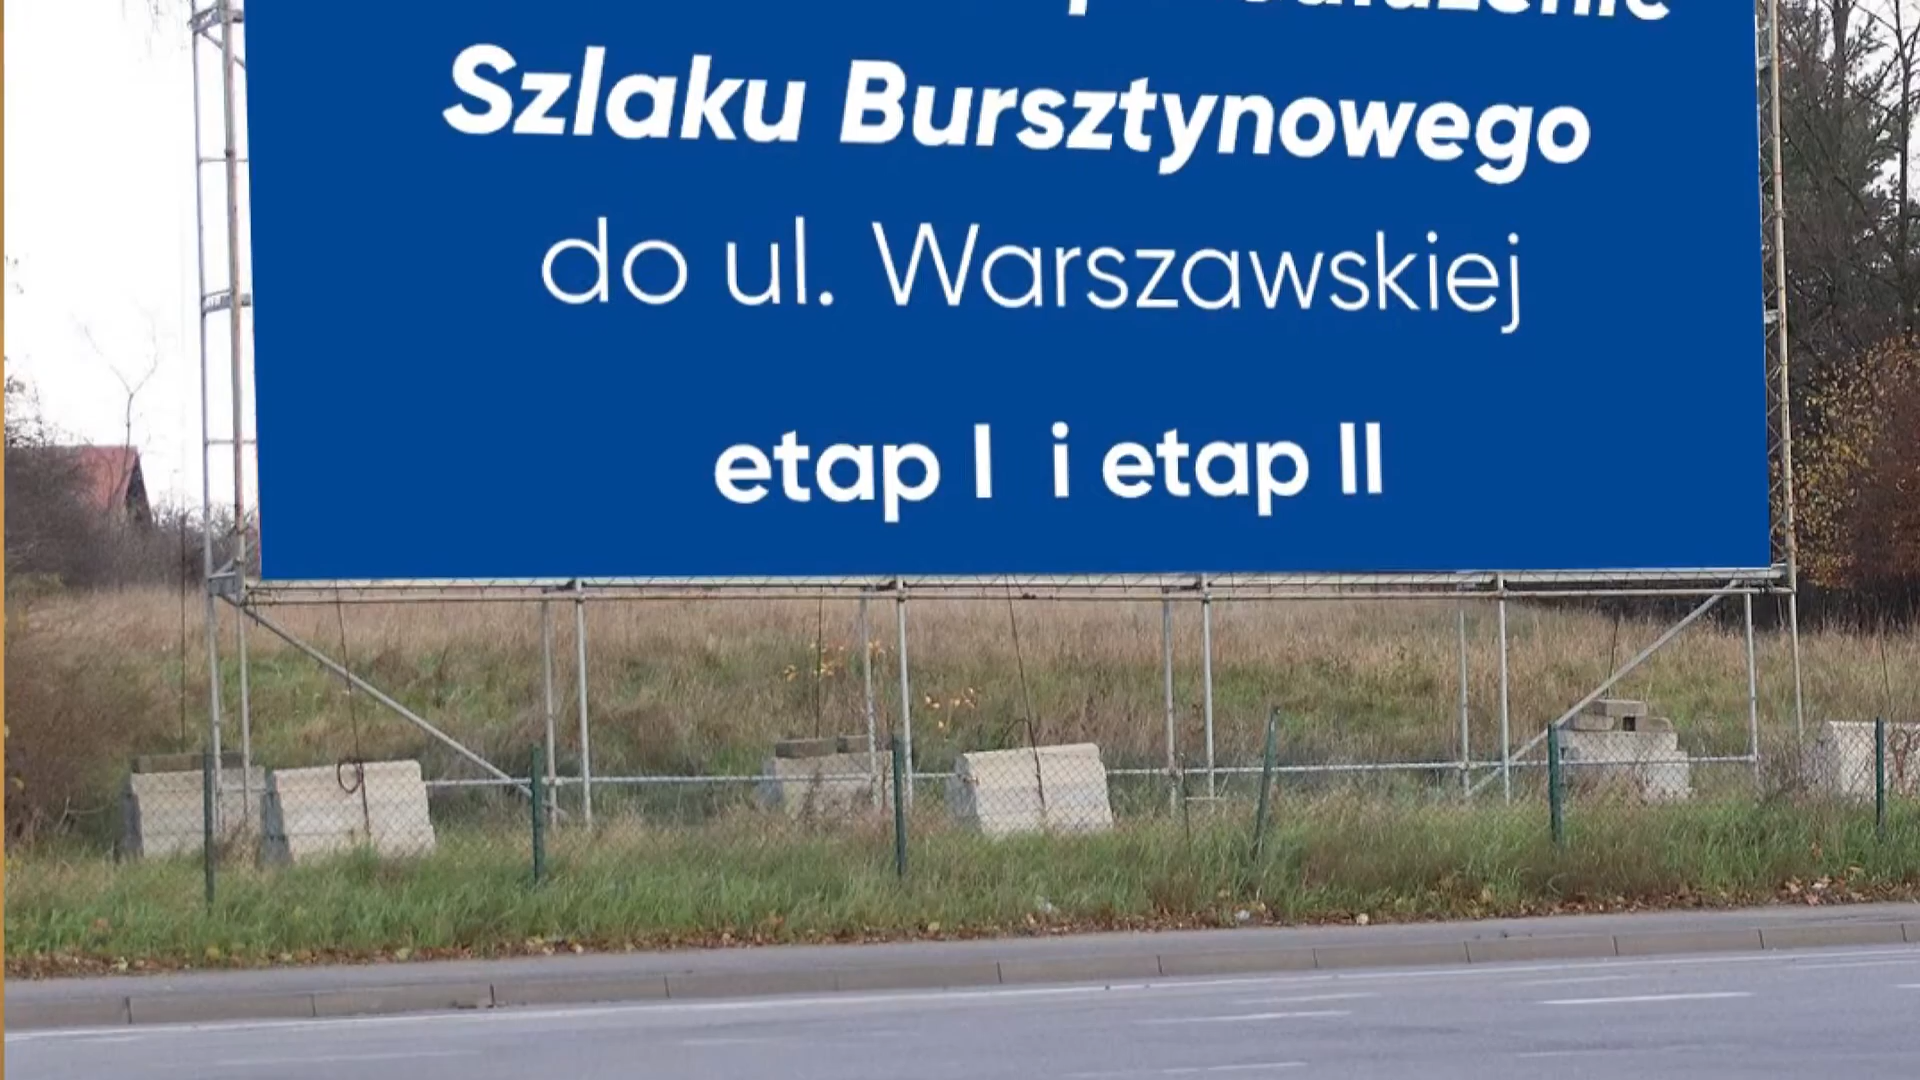 Szlaku Bursztynowego
do ul. Warszawskiej
etap I i etap II